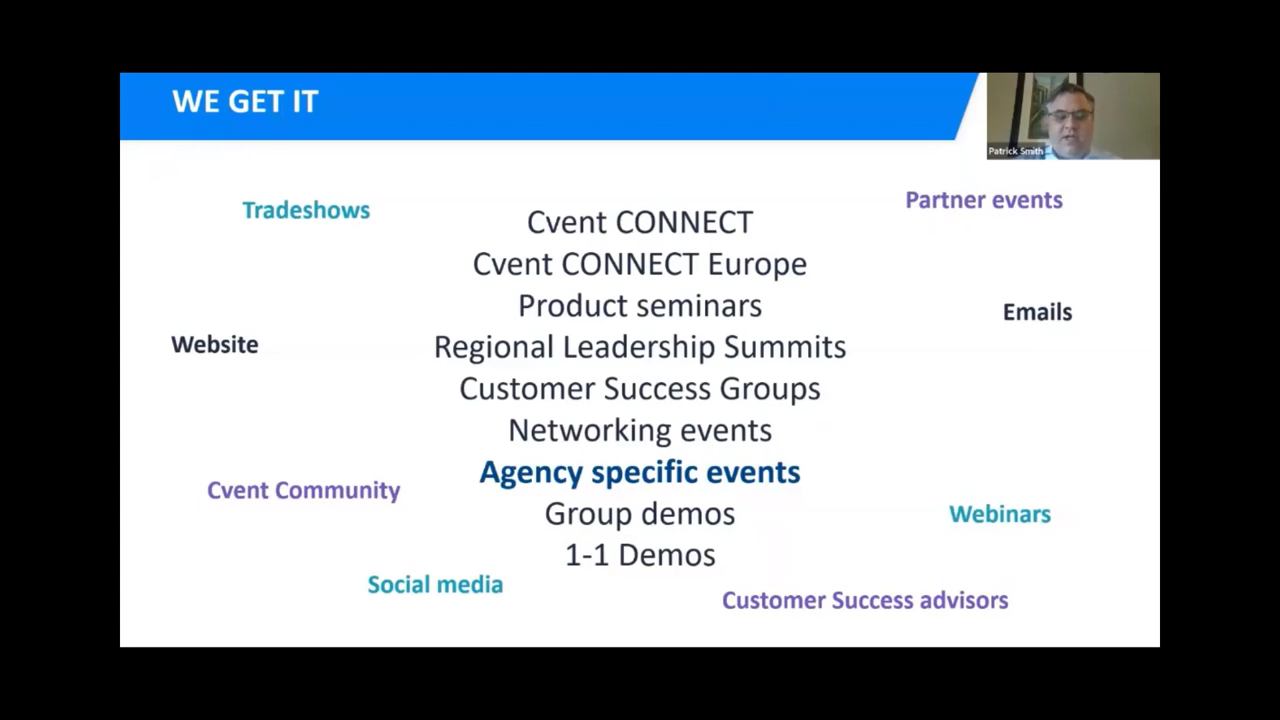 WE GET IT
Patrick Smith
Tradeshows
Partner events
Cvent CONNECT
Cvent CONNECT Europe
Product seminars
Emails
Website
Regional Leadership Summits
Customer Success Groups
Networking events
Agency specific events
Cvent Community
Group demos
Webinars
1-1 Demos
Social media
Customer Success advisors